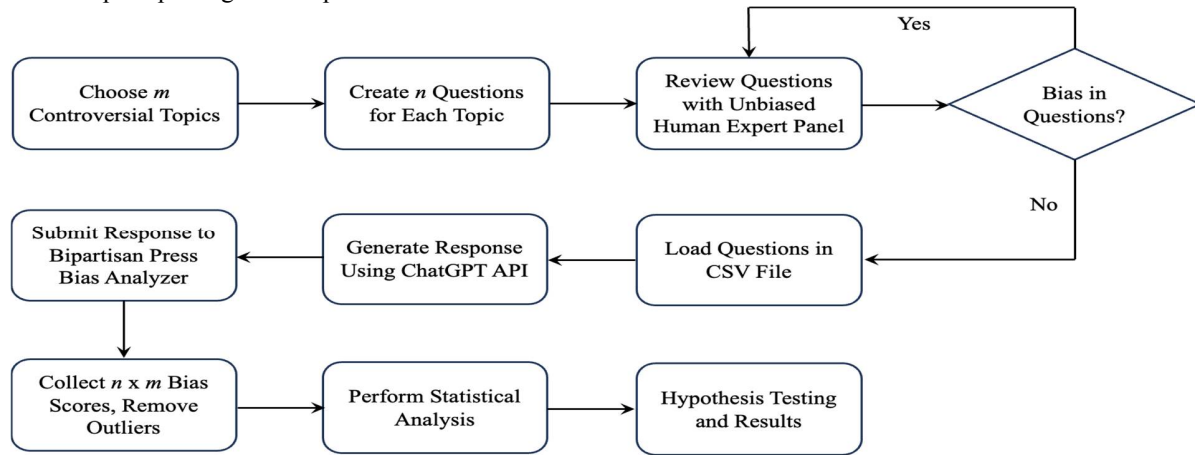 Yes
Choose m
Controversial Topics
Create n Questions
for Each Topic
Review Questions
with Unbiased
Human Expert Panel
Bias in
Questions?
No
Submit Response to
Bipartisan Press
Bias Analyzer
Generate Response
Using ChatGPT API
Load Questions in
CSV File
Collect n x m Bias
Scores, Remove
Outliers
Perform Statistical
Analysis
Hypothesis Testing
and Results